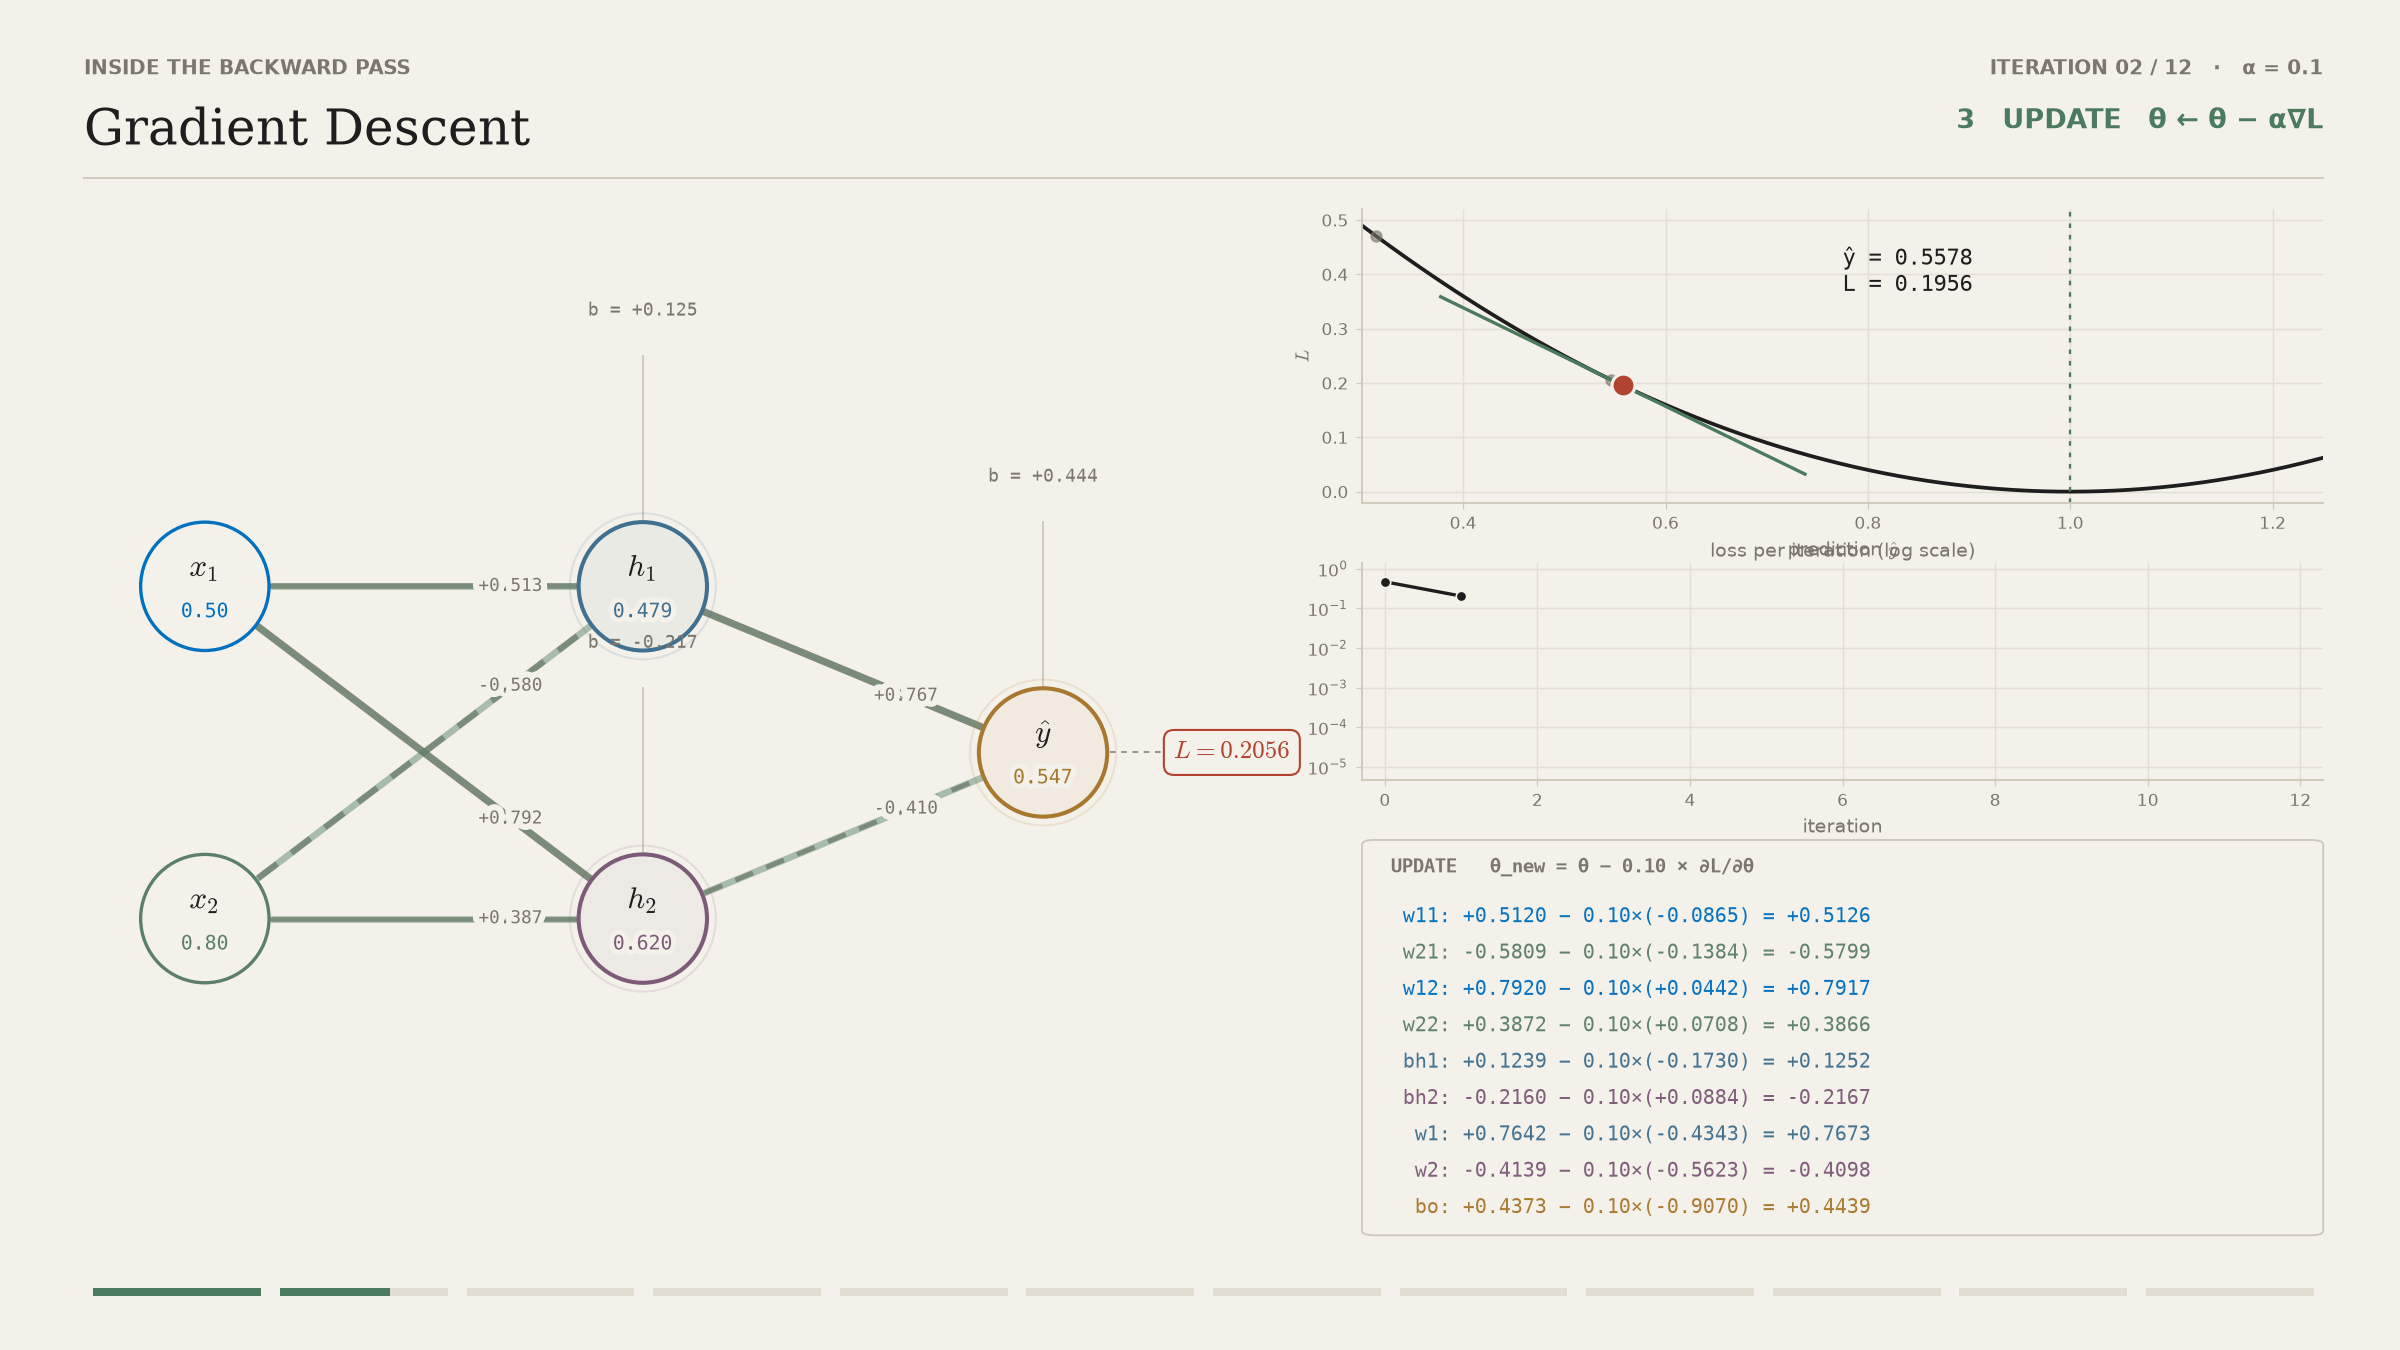 INSIDE THE BACKWARD PASS
Gradient Descent
ITERATION 02 / 12 · α = 0.1
3 UPDATE θ ← θ − α∇L
b = +0.125
b = +0.444
x1
0.50
+0.513
h1
0.479
b = -0.217
-0.580
+0.767
ŷ
0.547
L = 0.2056
+0.792
-0.410
x2
0.80
+0.387
h2
0.620
0.5
0.4
0.3
0.2
0.1
0.0
L
ŷ = 0.5578
L = 0.1956
0.4 0.6 0.8 1.0 1.2
prediction ŷ
loss per iteration (log scale)
10^0
10^−1
10^−2
10^−3
10^−4
10^−5
0 2 4 6 8 10 12
iteration
UPDATE θ_new = θ − 0.10 × ∂L/∂θ
w11: +0.5120 − 0.10×(-0.0865) = +0.5126
w21: -0.5809 − 0.10×(-0.1384) = -0.5799
w12: +0.7920 − 0.10×(+0.0442) = +0.7917
w22: +0.3872 − 0.10×(+0.0708) = +0.3866
bh1: +0.1239 − 0.10×(-0.1730) = +0.1252
bh2: -0.2160 − 0.10×(+0.0884) = -0.2167
w1: +0.7642 − 0.10×(-0.4343) = +0.7673
w2: -0.4139 − 0.10×(-0.5623) = -0.4098
bo: +0.4373 − 0.10×(-0.9070) = +0.4439